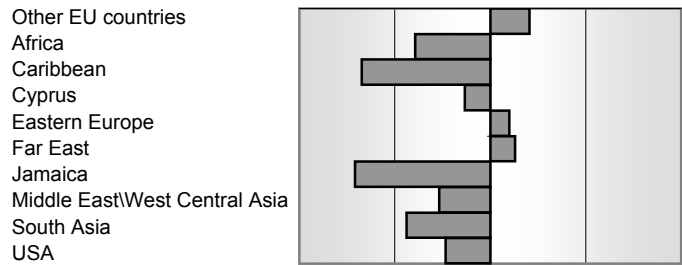 Other EU countries
Africa
Caribbean
Cyprus
Eastern Europe
Far East
Jamaica
Middle East\West Central Asia
South Asia
USA